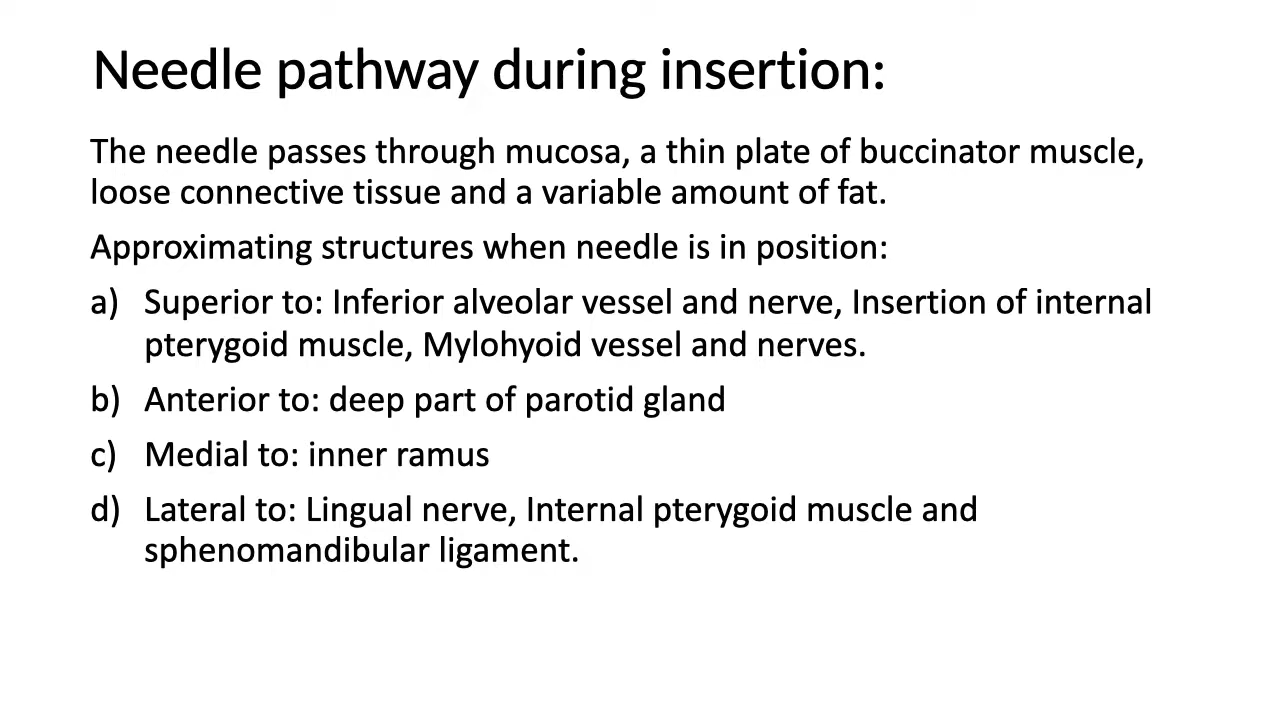 Needle pathway during insertion:
The needle passes through mucosa, a thin plate of buccinator muscle,
loose connective tissue and a variable amount of fat.
Approximating structures when needle is in position:
a) Superior to: Inferior alveolar vessel and nerve, Insertion of internal
pterygoid muscle, Mylohyoid vessel and nerves.
b) Anterior to: deep part of parotid gland
c) Medial to: inner ramus
d) Lateral to: Lingual nerve, Internal pterygoid muscle and
sphenomandibular ligament.